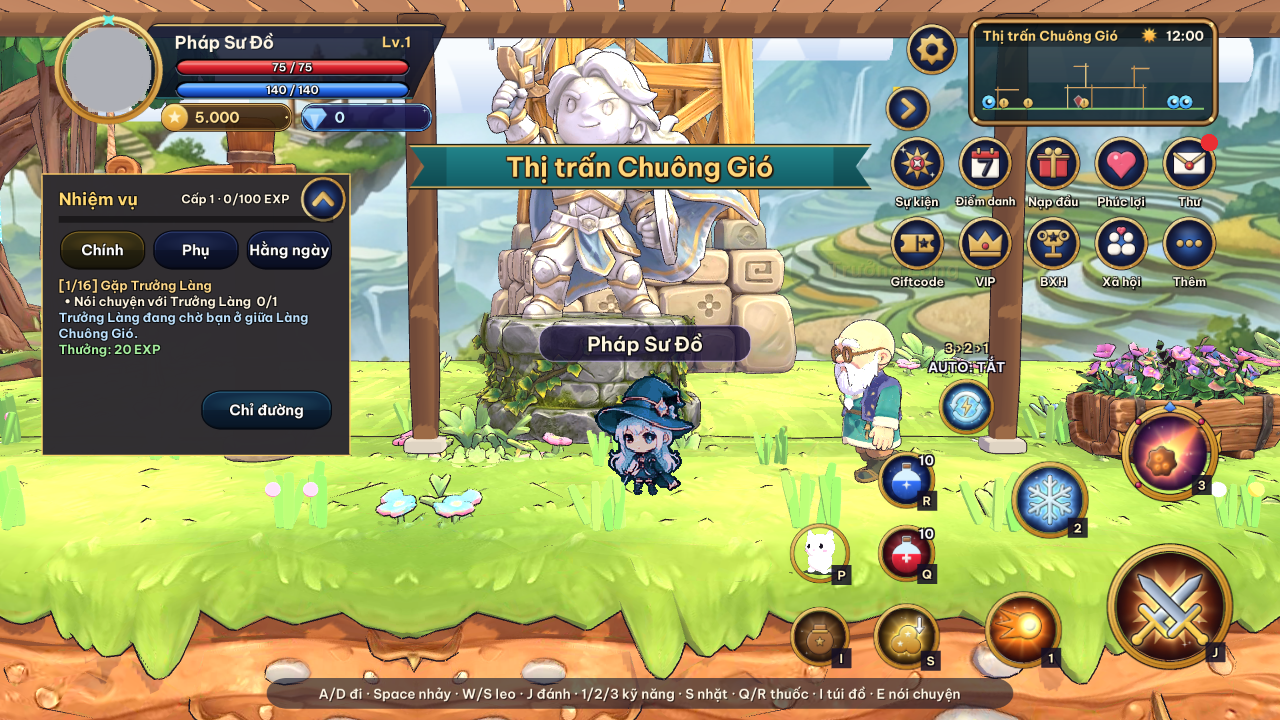 Pháp Sư Đồ
Lv.1
75 / 75
140 / 140
5.000
0
Thị trấn Chuông Gió
12:00
Thị trấn Chuông Gió
Nhiệm vụ
Cấp 1 · 0/100 EXP
Chính
Phụ
Hằng ngày
[1/16] Gặp Trưởng Làng
• Nói chuyện với Trưởng Làng 0/1
Trưởng Làng đang chờ bạn ở giữa Làng
Chuông Gió.
Thưởng: 20 EXP
Chỉ đường
7
Sự kiện
Điểm danh
Nạp đầu
Phúc lợi
Thư
Giftcode
VIP
BXH
Xã hội
Thêm
Pháp Sư Đồ
3›2›1
AUTO: TẮT
10
R
10
Q
P
2
3
I
S
1
J
A/D đi · Space nhảy · W/S leo · J đánh · 1/2/3 kỹ năng · S nhặt · Q/R thuốc · I túi đồ · E nói chuyện